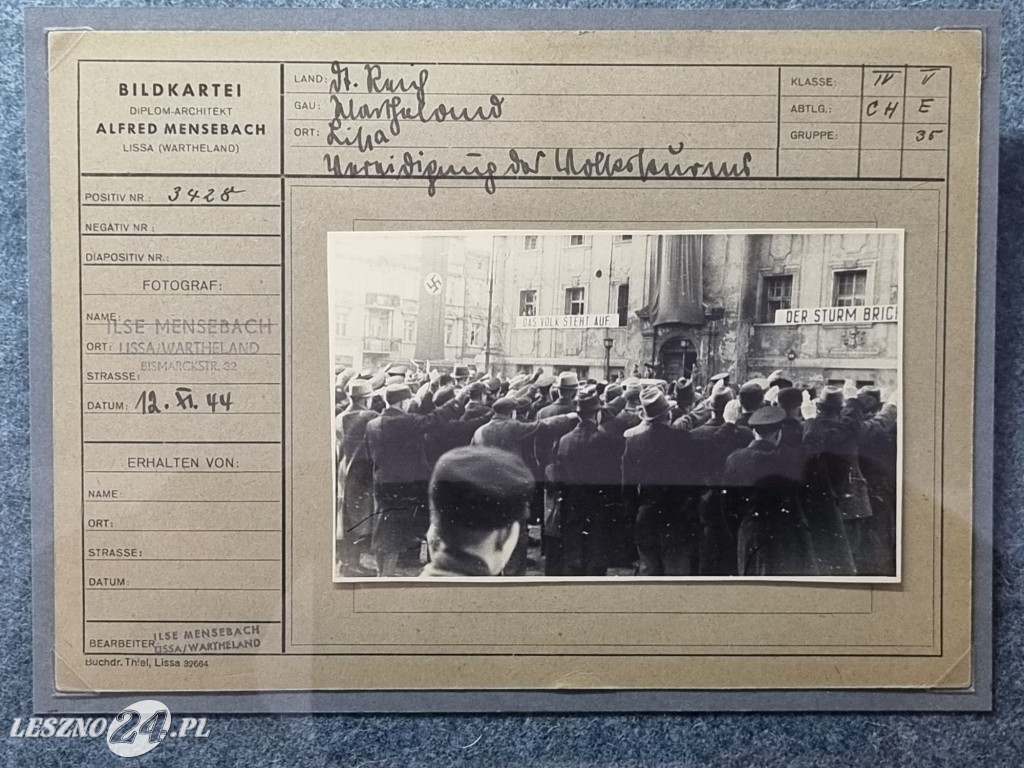 BILDKARTEI
DIPLOM-ARCHITEKT
ALFRED MENSEBACH
LISSA (WARTHELAND)
LAND: Dt. Reich
GAU: Wartheland
ORT: Lissa
Vereidigung des Volkssturms
KLASSE: IV V
ABTLG.: CH E
GRUPPE: 35
POSITIV NR.: 3428
NEGATIV NR.:
DIAPOSITIV NR.:
FOTOGRAF:
NAME: ILSE MENSEBACH
ORT: LISSA/WARTHELAND
STRASSE: BISMARCKSTR. 32
DATUM: 12. XI. 44
ERHALTEN VON:
NAME:
ORT:
STRASSE:
DATUM:
BEARBEITER: ILSE MENSEBACH
LISSA/WARTHELAND
Buchdr. Thiel, Lissa 32664
DAS VOLK STEHT AUF
DER STURM BRICH
LESZNO24.PL